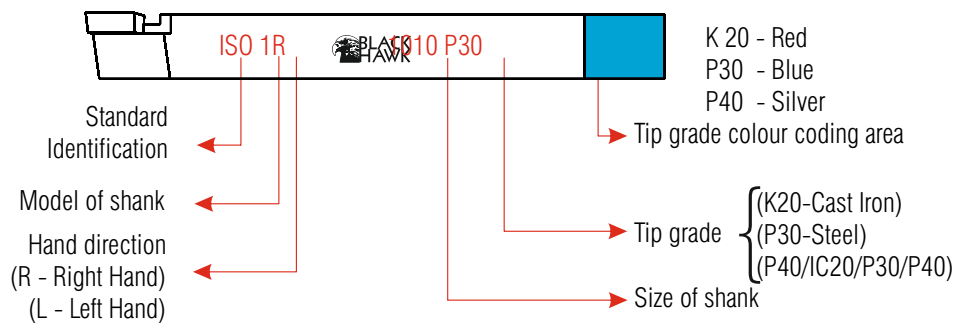 ISO 1R
BLACK
HAWK
10 P30
K 20 - Red
P30 - Blue
P40 - Silver
Tip grade colour coding area
Standard
Identification
Model of shank
Hand direction
(R - Right Hand)
(L - Left Hand)
Tip grade
(K20-Cast Iron)
(P30-Steel)
(P40/IC20/P30/P40)
Size of shank